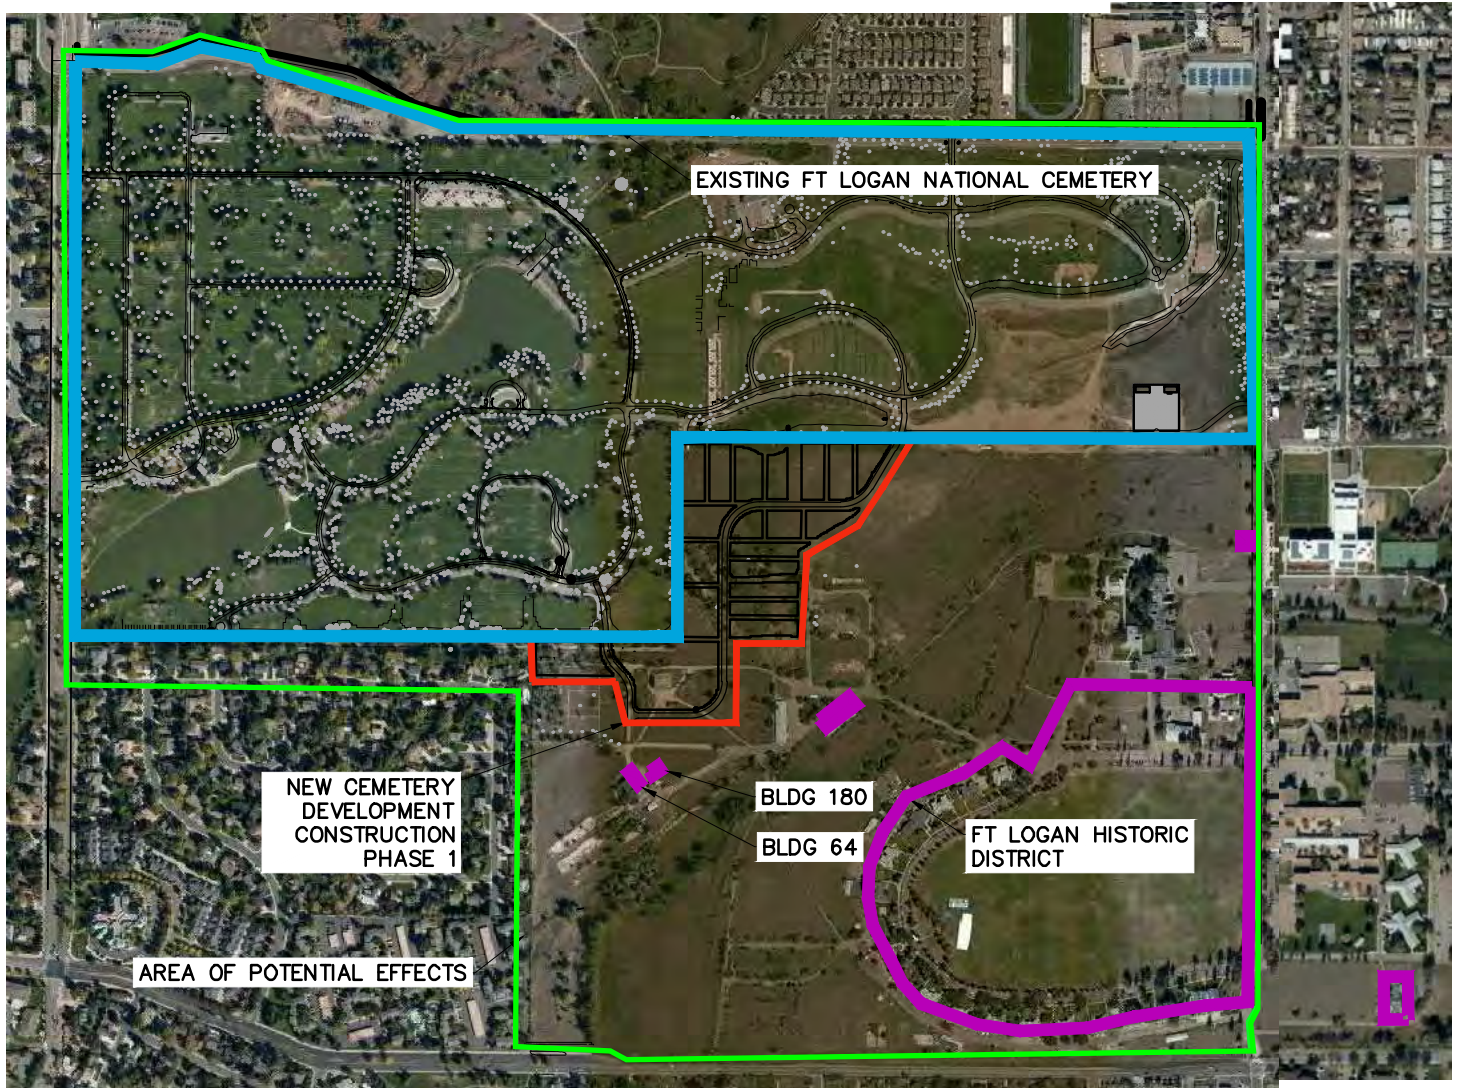 EXISTING FT LOGAN NATIONAL CEMETERY
NEW CEMETERY
DEVELOPMENT
CONSTRUCTION
PHASE 1
BLDG 180
BLDG 64
FT LOGAN HISTORIC
DISTRICT
AREA OF POTENTIAL EFFECTS